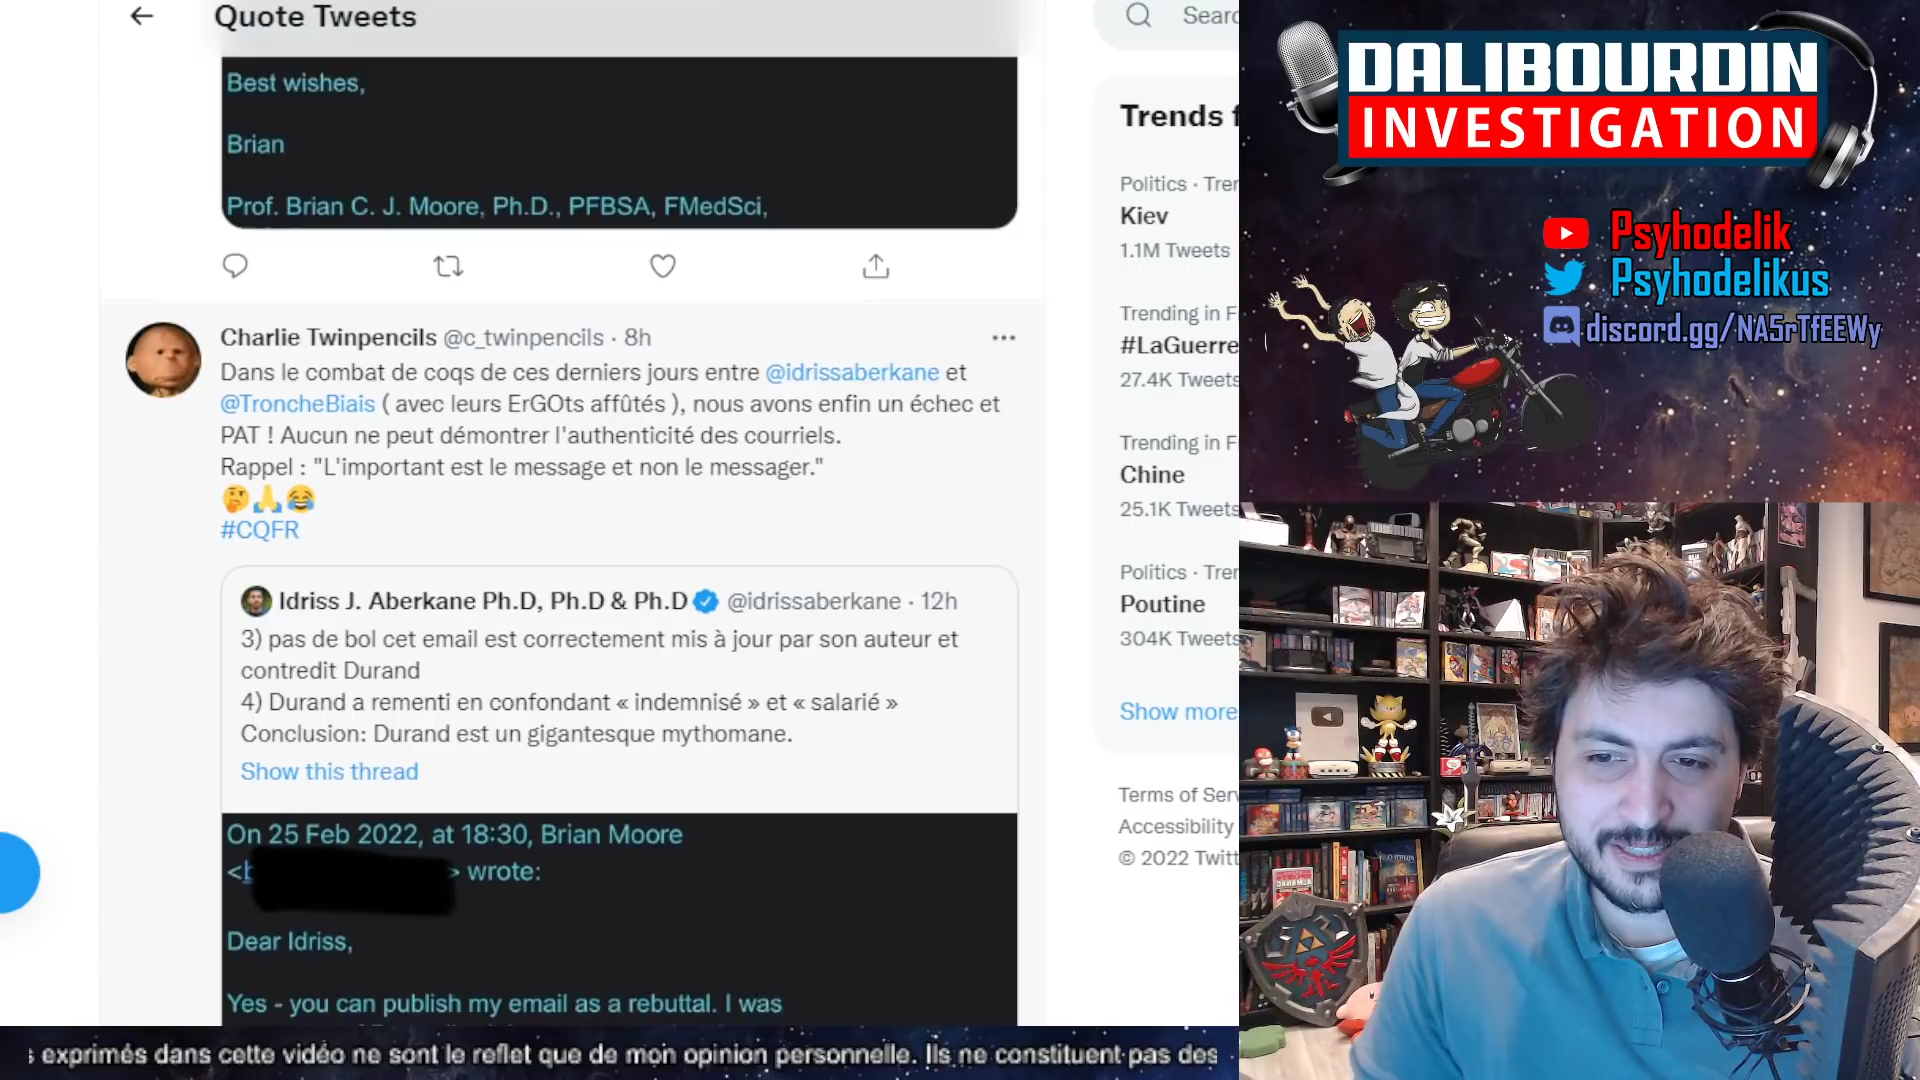 Quote Tweets
Best wishes,
Brian
Prof. Brian C. J. Moore, Ph.D., PFBSA, FMedSci,
Charlie Twinpencils @c_twinpencils · 8h
Dans le combat de coqs de ces derniers jours entre @idrissaberkane et
@TroncheBiais ( avec leurs ErGOts affûtés ), nous avons enfin un échec et
PAT ! Aucun ne peut démontrer l'authenticité des courriels.
Rappel : "L'important est le message et non le messager."
🤔🙏😂
#CQFR
Idriss J. Aberkane Ph.D, Ph.D & Ph.D @idrissaberkane · 12h
3) pas de bol cet email est correctement mis à jour par son auteur et
contredit Durand
4) Durand a rementi en confondant « indemnisé » et « salarié »
Conclusion: Durand est un gigantesque mythomane.
Show this thread
On 25 Feb 2022, at 18:30, Brian Moore
<b > wrote:
Dear Idriss,
Yes - you can publish my email as a rebuttal. I was
Searc
Trends f
Politics · Tren
Kiev
1.1M Tweets
Trending in F
#LaGuerre
27.4K Tweets
Trending in F
Chine
25.1K Tweets
Politics · Tren
Poutine
304K Tweets
Show more
Terms of Serv
Accessibility
© 2022 Twitt
DALIBOURDIN
INVESTIGATION
Psyhodelik
Psyhodelikus
discord.gg/NA5rTfEEWy
s exprimés dans cette vidéo ne sont le reflet que de mon opinion personnelle. Ils ne constituent pas des